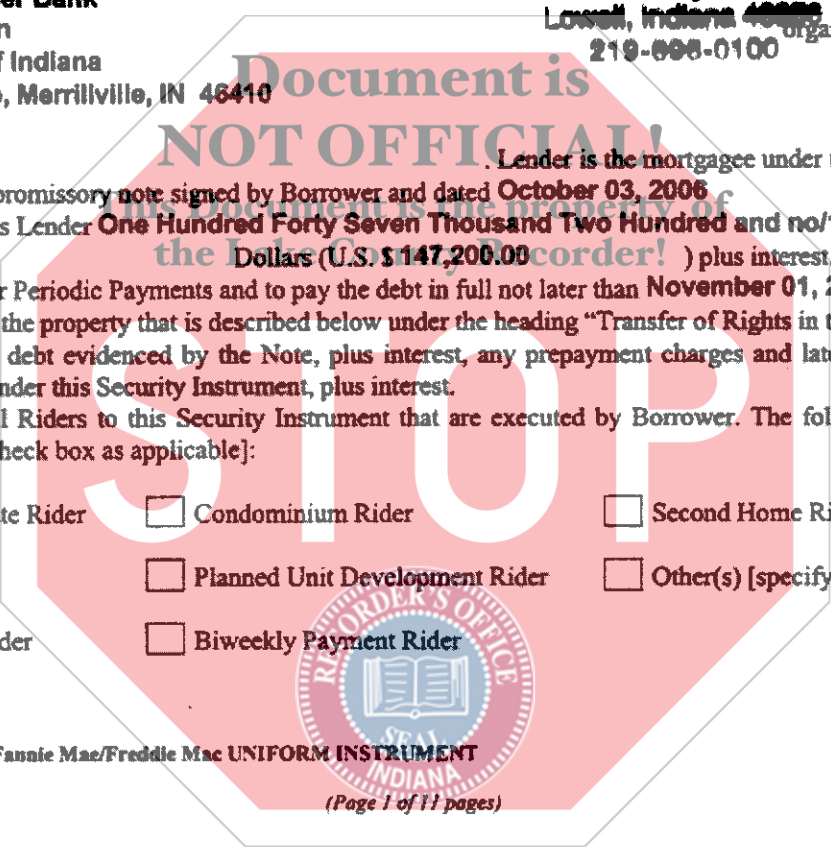 Bank
Lowell, Indiana
f Indiana
219-696-0100
, Merrillville, IN 46410
Document is
NOT OFFICIAL!
. Lender is the mortgagee under
promissory note signed by Borrower and dated October 03, 2006
This Document is the property of
s Lender One Hundred Forty Seven Thousand Two Hundred and no/
the Lake County Recorder!
Dollars (U.S. $ 147,200.00 ) plus interest
r Periodic Payments and to pay the debt in full not later than November 01, 2
the property that is described below under the heading “Transfer of Rights in t
debt evidenced by the Note, plus interest, any prepayment charges and late
nder this Security Instrument, plus interest.
l Riders to this Security Instrument that are executed by Borrower. The fol
heck box as applicable]:
STOP
te Rider Condominium Rider Second Home Ri
Planned Unit Development Rider Other(s) [specify
der Biweekly Payment Rider
RECORDER'S OFFICE
SEAL
INDIANA
Fannie Mae/Freddie Mac UNIFORM INSTRUMENT
(Page 1 of 11 pages)